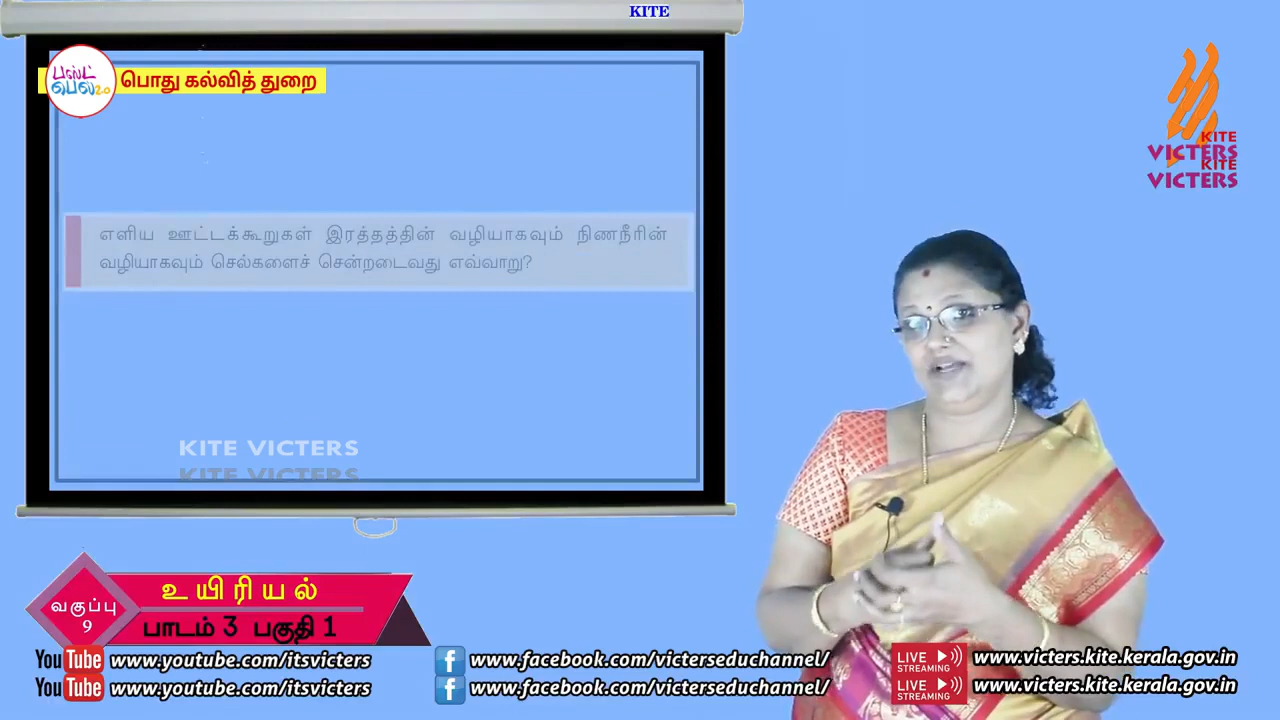 KITE
பஸ்ட் பெல் 2.0
பொது கல்வித் துறை
KITE
VICTERS
KITE
VICTERS
எளிய ஊட்டக்கூறுகள் இரத்தத்தின் வழியாகவும் நிணநீரின்
வழியாகவும் செல்களைச் சென்றடைவது எவ்வாறு?
KITE VICTERS
KITE VICTERS
வகுப்பு
9
உயிரியல்
பாடம் 3 பகுதி 1
YouTube www.youtube.com/itsvicters
f www.facebook.com/victerseduchannel/
LIVE STREAMING www.victers.kite.kerala.gov.in
YouTube www.youtube.com/itsvicters
f www.facebook.com/victerseduchannel/
LIVE STREAMING www.victers.kite.kerala.gov.in